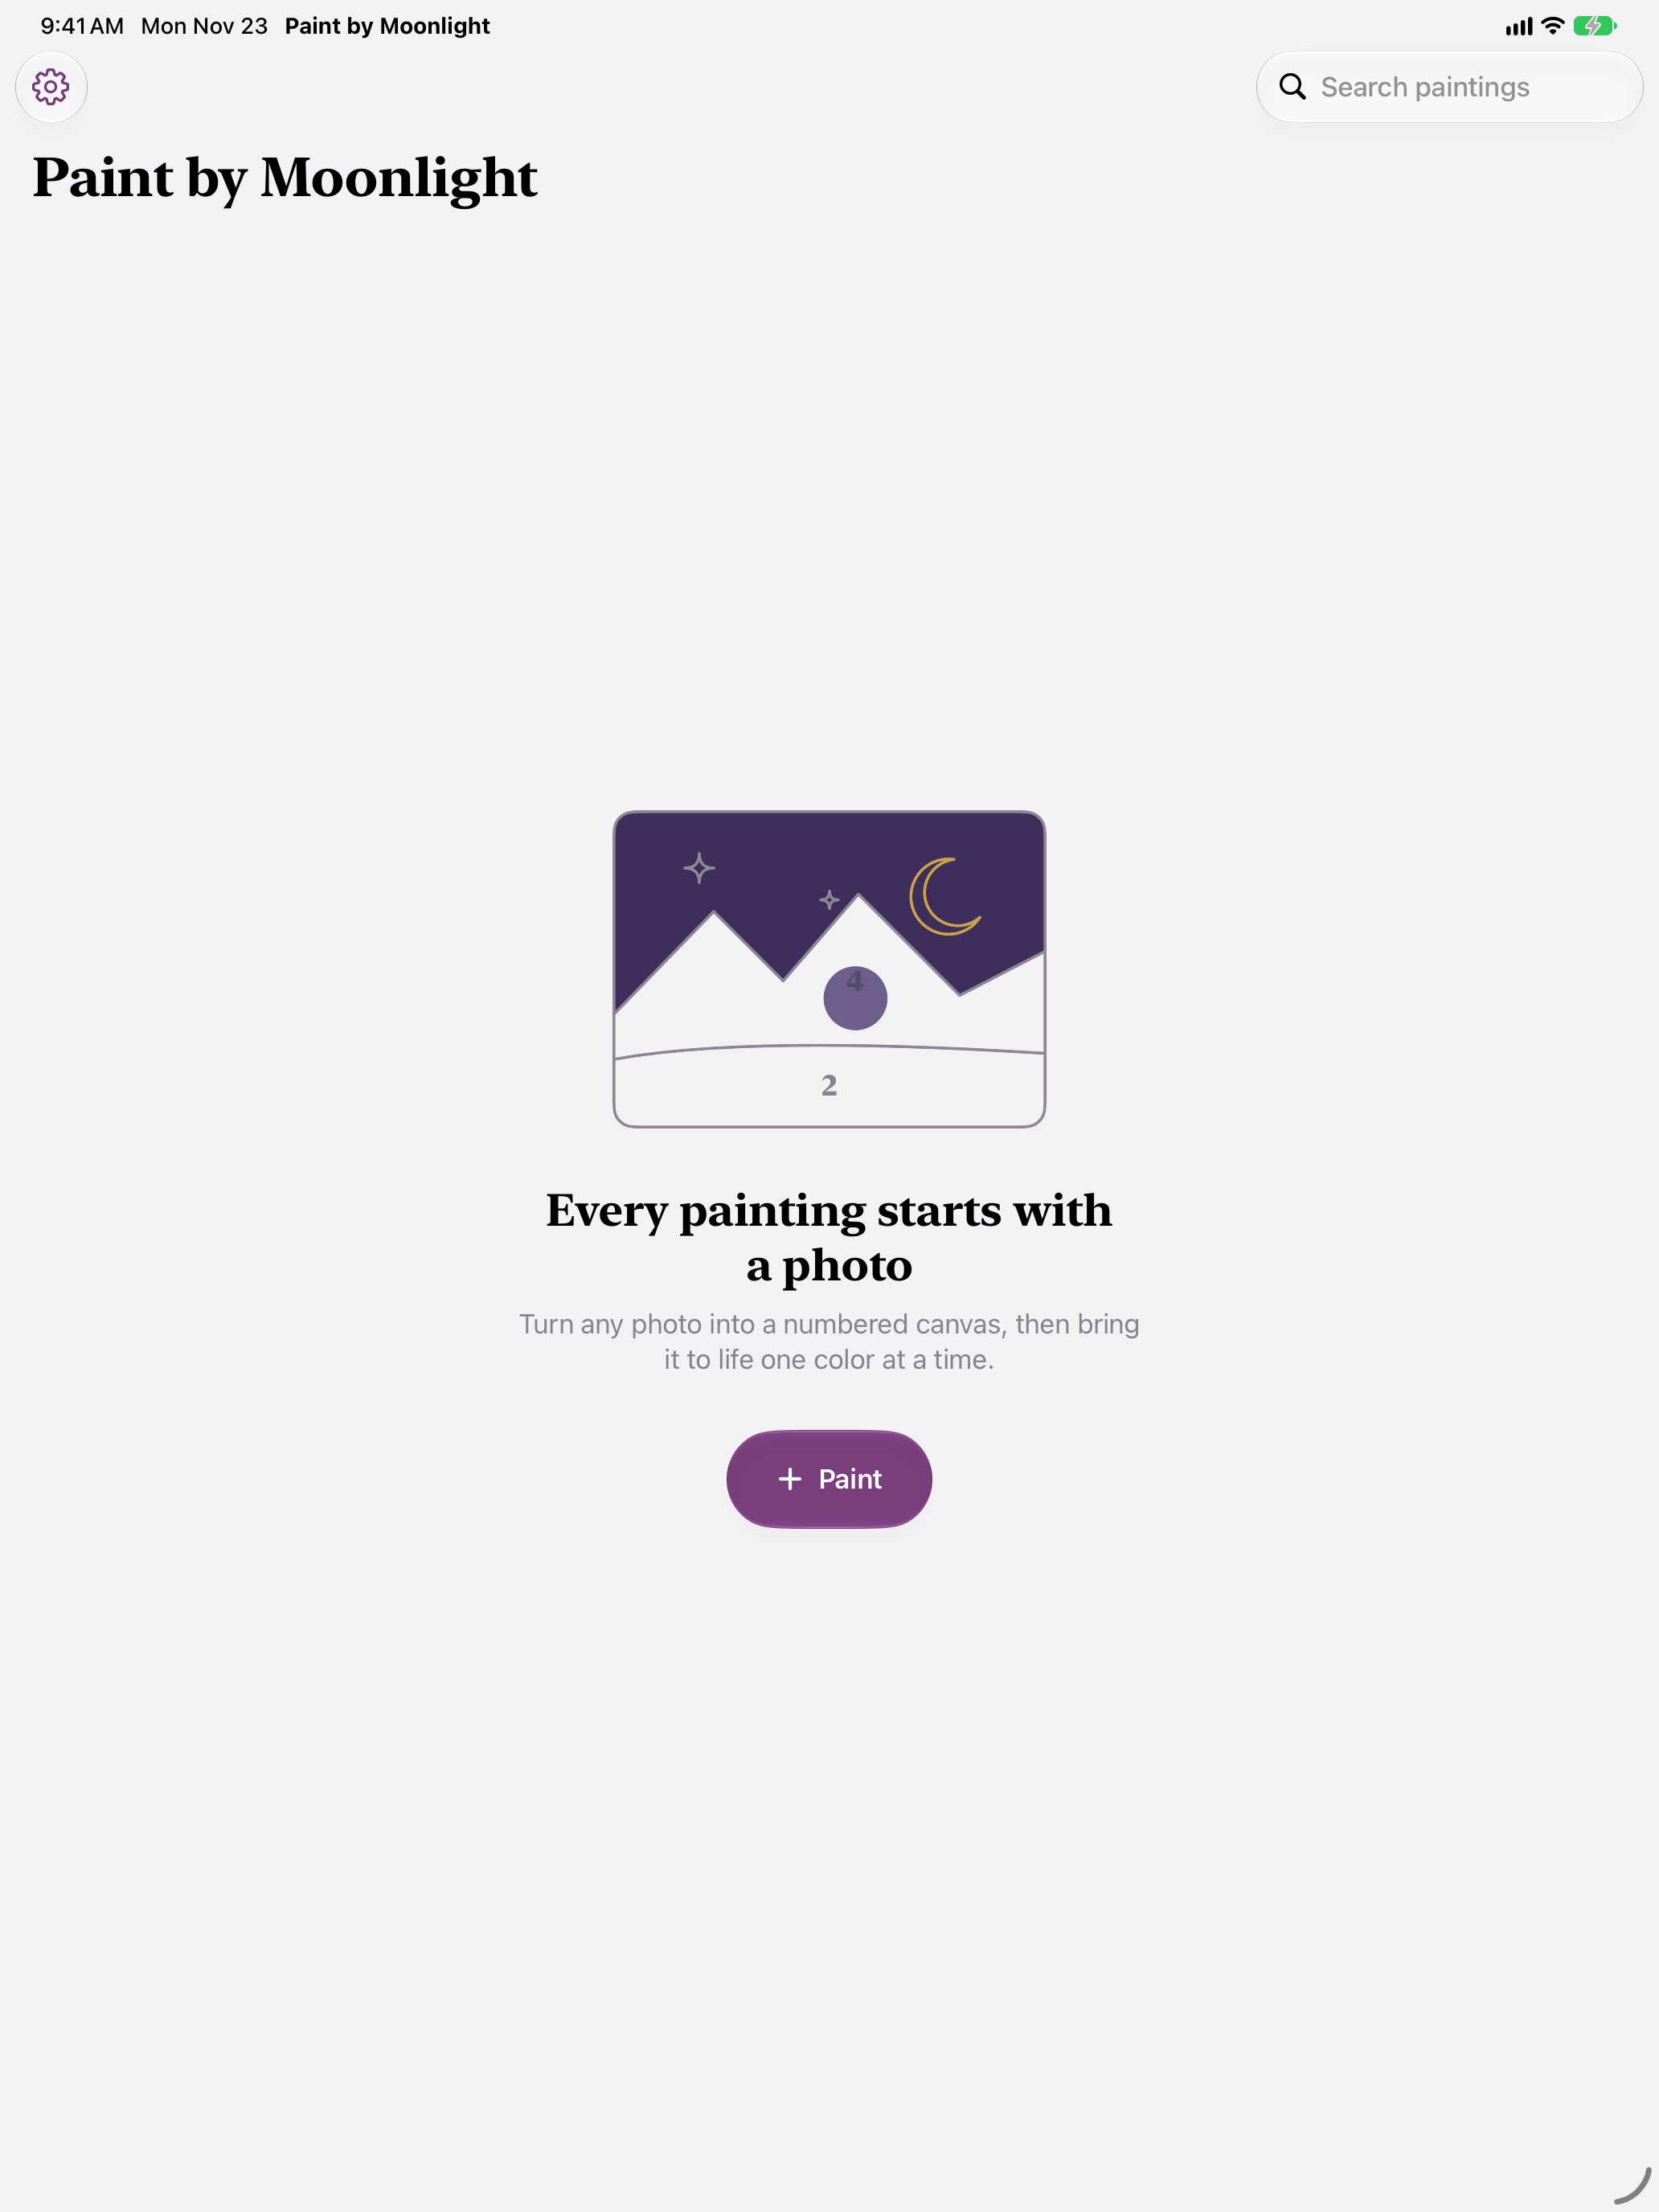 9:41 AM Mon Nov 23 Paint by Moonlight
Search paintings
Paint by Moonlight
4
2
Every painting starts with
a photo
Turn any photo into a numbered canvas, then bring
it to life one color at a time.
+ Paint